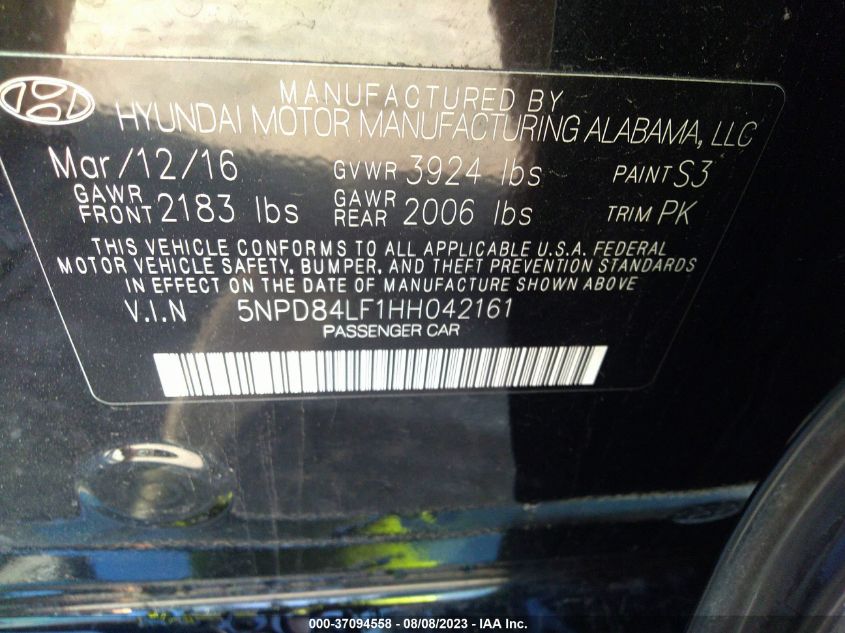 MANUFACTURED BY
HYUNDAI MOTOR MANUFACTURING ALABAMA, LLC
Mar/12/16 GVWR 3924 lbs PAINT S3
GAWR FRONT 2183 lbs GAWR REAR 2006 lbs TRIM PK
THIS VEHICLE CONFORMS TO ALL APPLICABLE U.S.A. FEDERAL
MOTOR VEHICLE SAFETY, BUMPER, AND THEFT PREVENTION STANDARDS
IN EFFECT ON THE DATE OF MANUFACTURE SHOWN ABOVE
V.I.N 5NPD84LF1HH042161
PASSENGER CAR
000-37094558 - 08/08/2023 - IAA Inc.